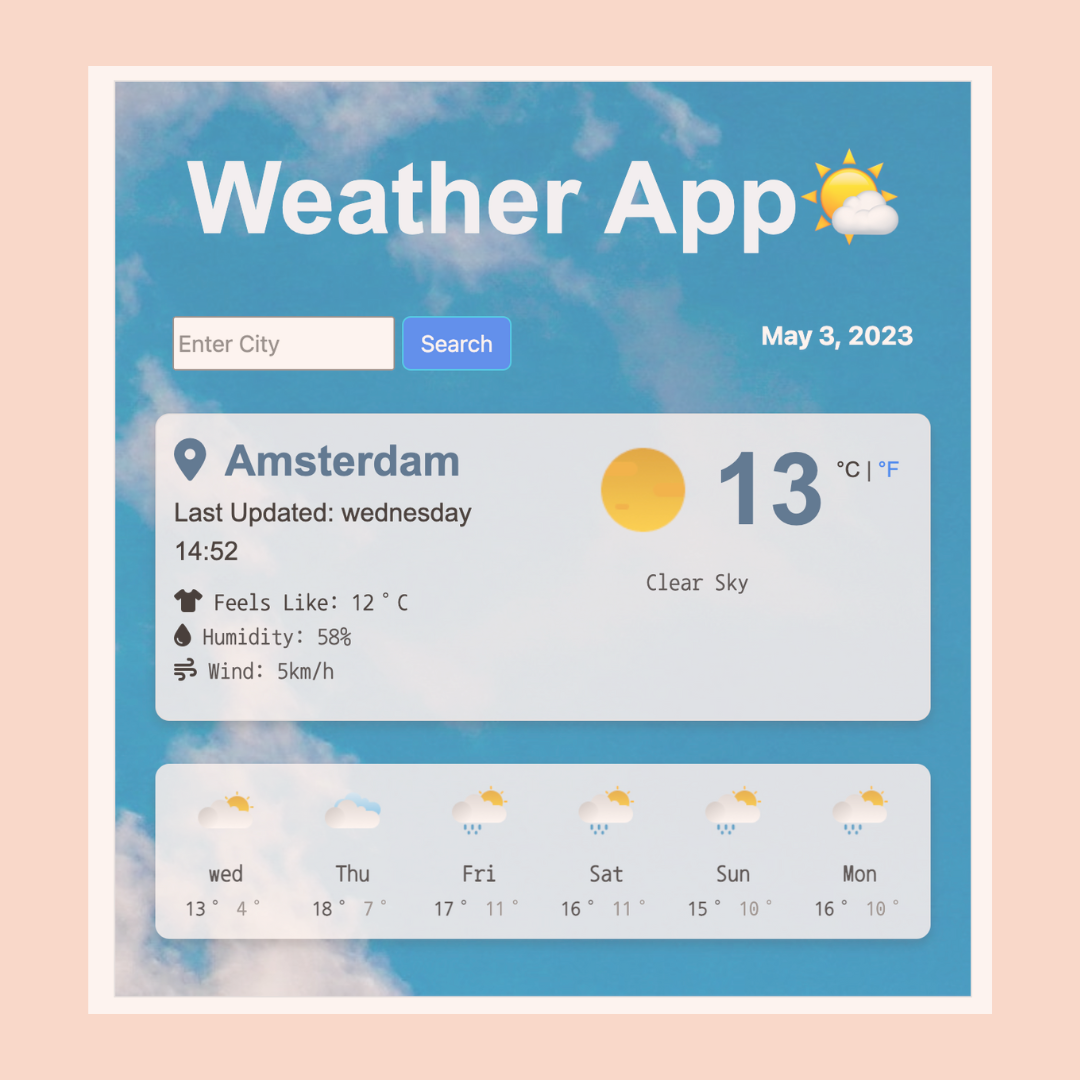 Weather App
Enter City Search May 3, 2023
Amsterdam
13 °C | °F
Last Updated: wednesday
14:52
Clear Sky
Feels Like: 12°C
Humidity: 58%
Wind: 5km/h
wed Thu Fri Sat Sun Mon
13° 4° 18° 7° 17° 11° 16° 11° 15° 10° 16° 10°